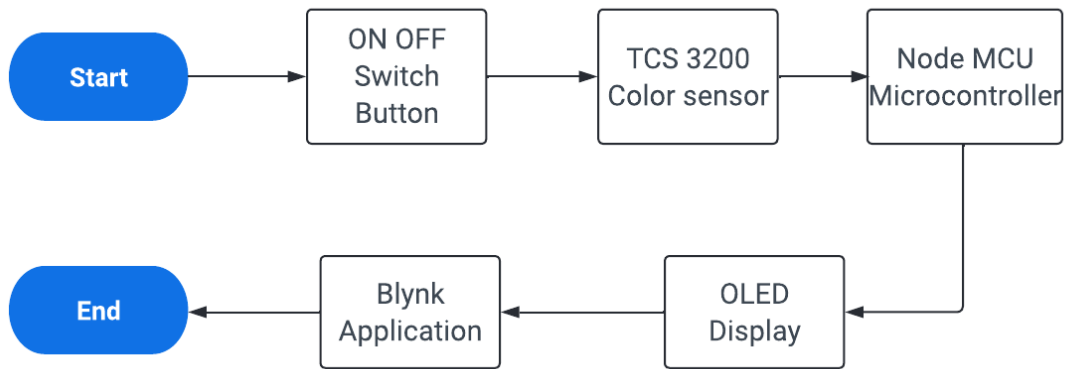 Start
ON OFF
Switch
Button
TCS 3200
Color sensor
Node MCU
Microcontroller
OLED
Display
Blynk
Application
End